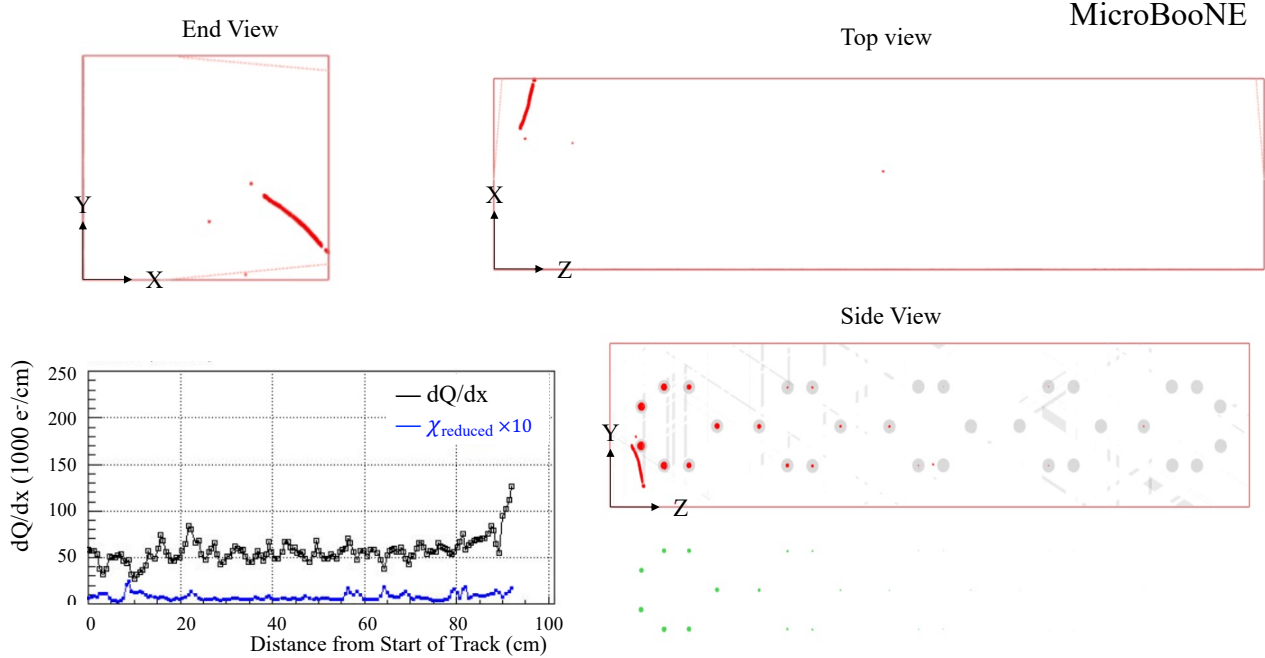 MicroBooNE
End View
Top view
Y
X
X
Z
Side View
Y
Z
dQ/dx (1000 e-/cm)
250
200
150
100
50
0
dQ/dx
χreduced ×10
0 20 40 60 80 100
Distance from Start of Track (cm)